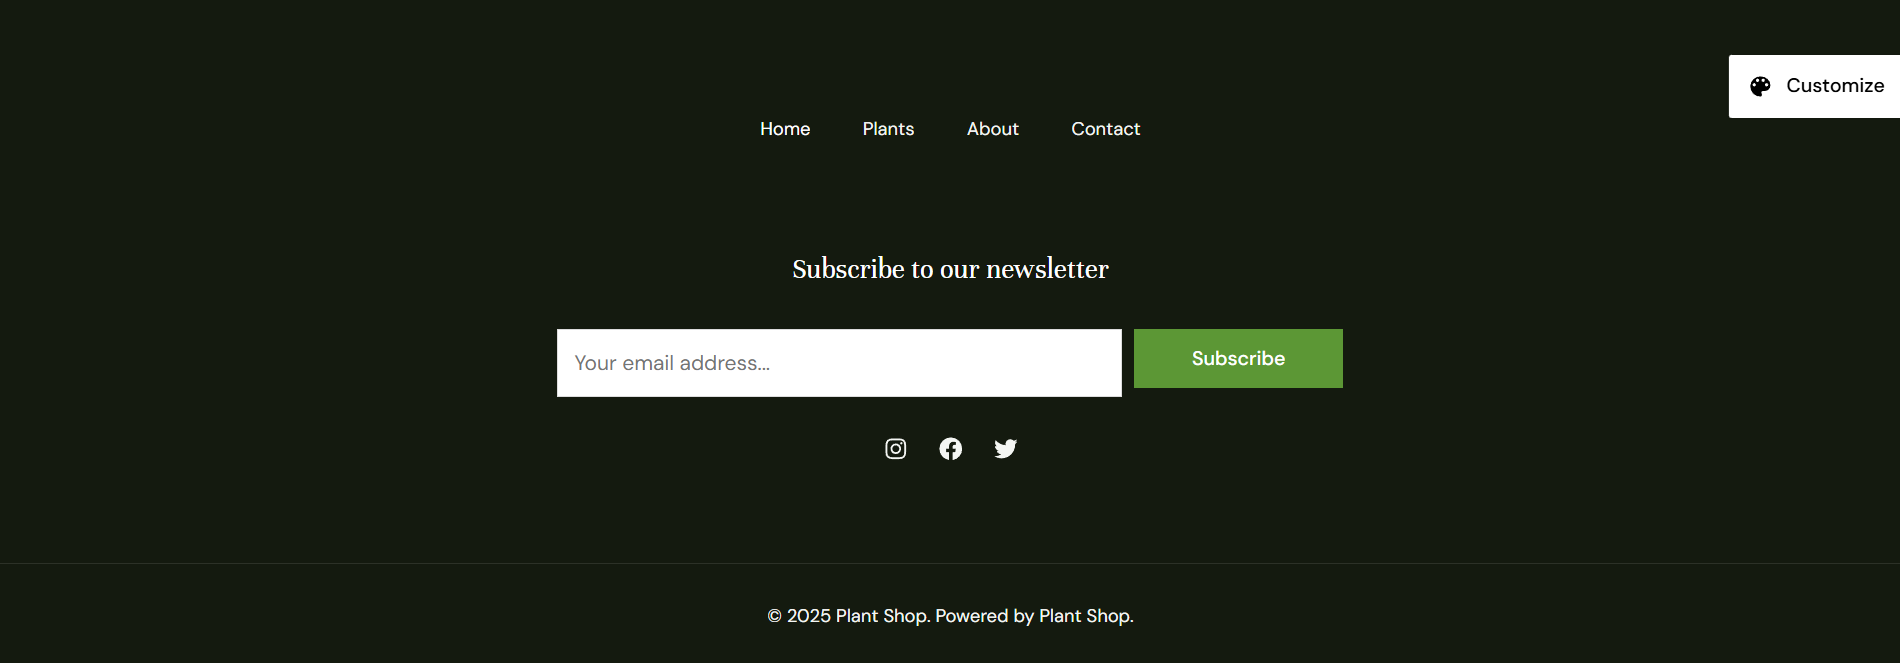 Customize
Home Plants About Contact
Subscribe to our newsletter
Your email address...
Subscribe
© 2025 Plant Shop. Powered by Plant Shop.